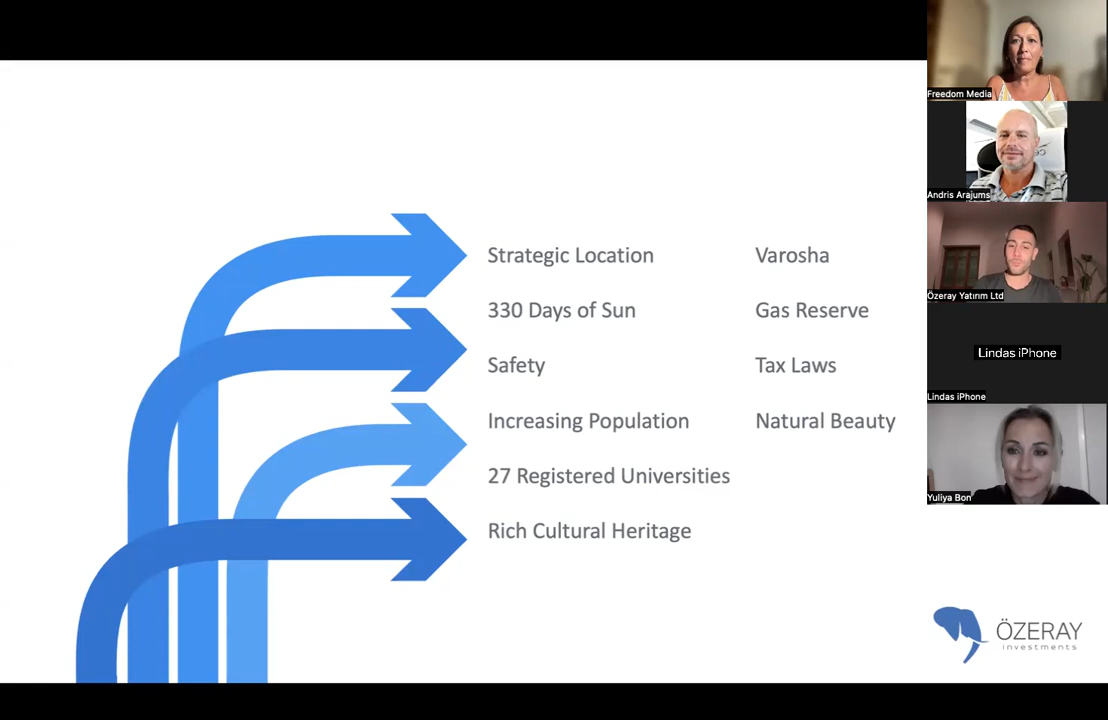 Strategic Location
330 Days of Sun
Safety
Increasing Population
27 Registered Universities
Rich Cultural Heritage
Varosha
Gas Reserve
Tax Laws
Natural Beauty
Freedom Media
Andris Arajums
Özeray Yatırım Ltd
Lindas iPhone
Lindas iPhone
Yuliya Bon
ÖZERAY
investments